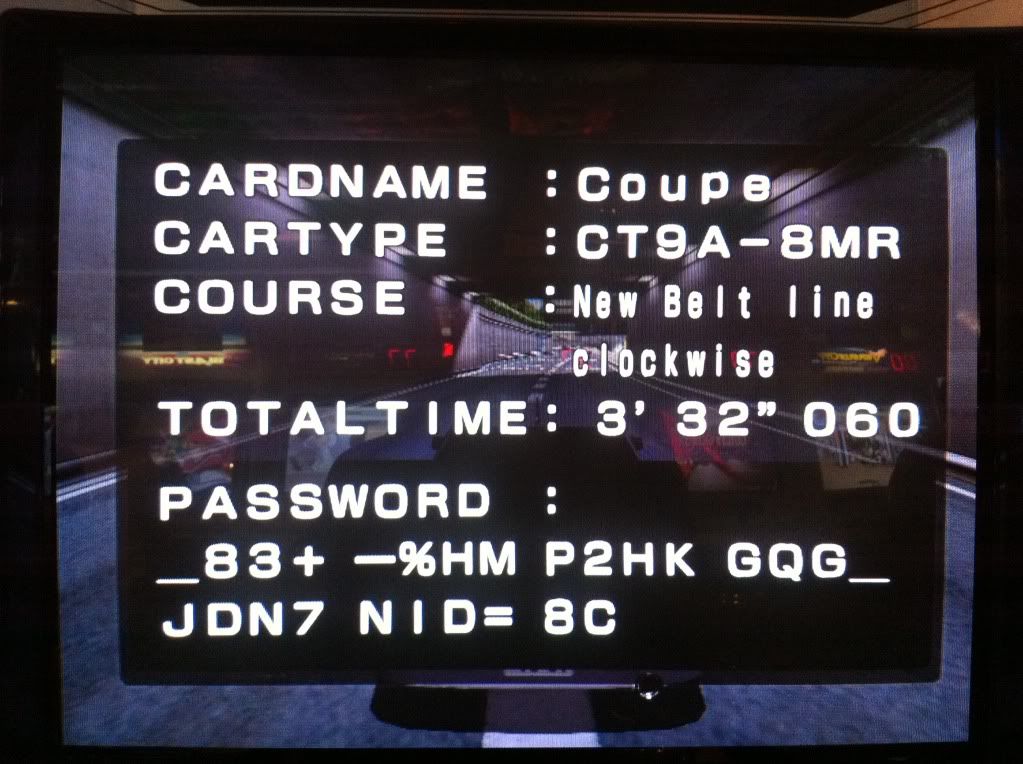 CARDNAME :Coupe
CARTYPE :CT9A-8MR
COURSE :New Belt line
clockwise
TOTALTIME: 3' 32" 060
PASSWORD :
_83+ -%HM P2HK GQG_
JDN7 NID= 8C